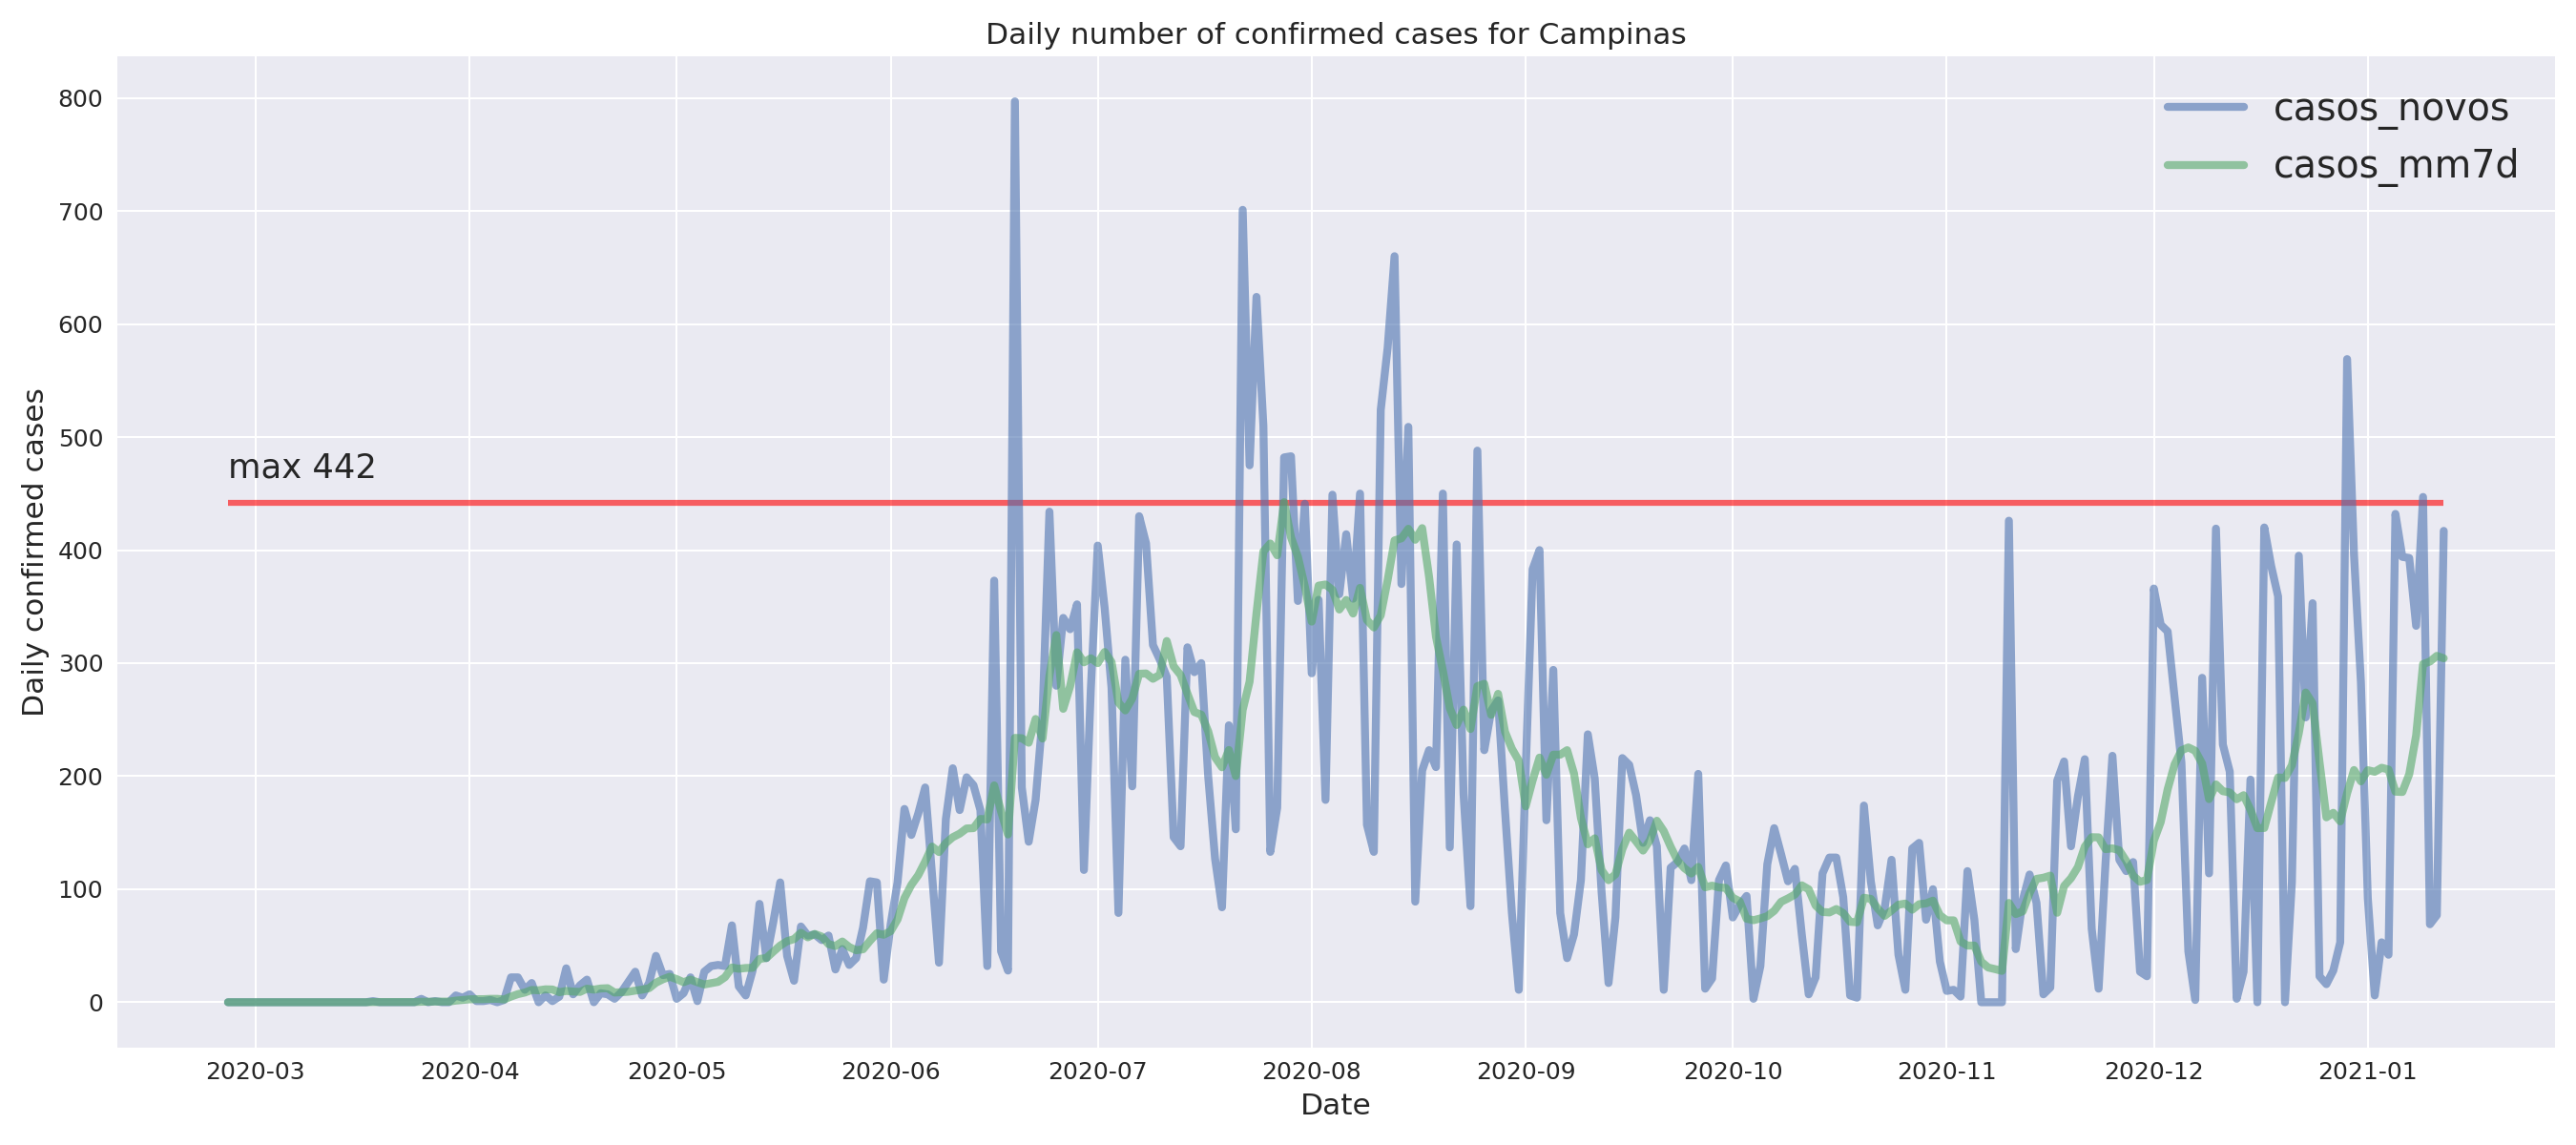 Daily number of confirmed cases for Campinas
casos_novos
casos_mm7d
max 442
Daily confirmed cases
800
700
600
500
400
300
200
100
0
2020-03 2020-04 2020-05 2020-06 2020-07 2020-08 2020-09 2020-10 2020-11 2020-12 2021-01
Date